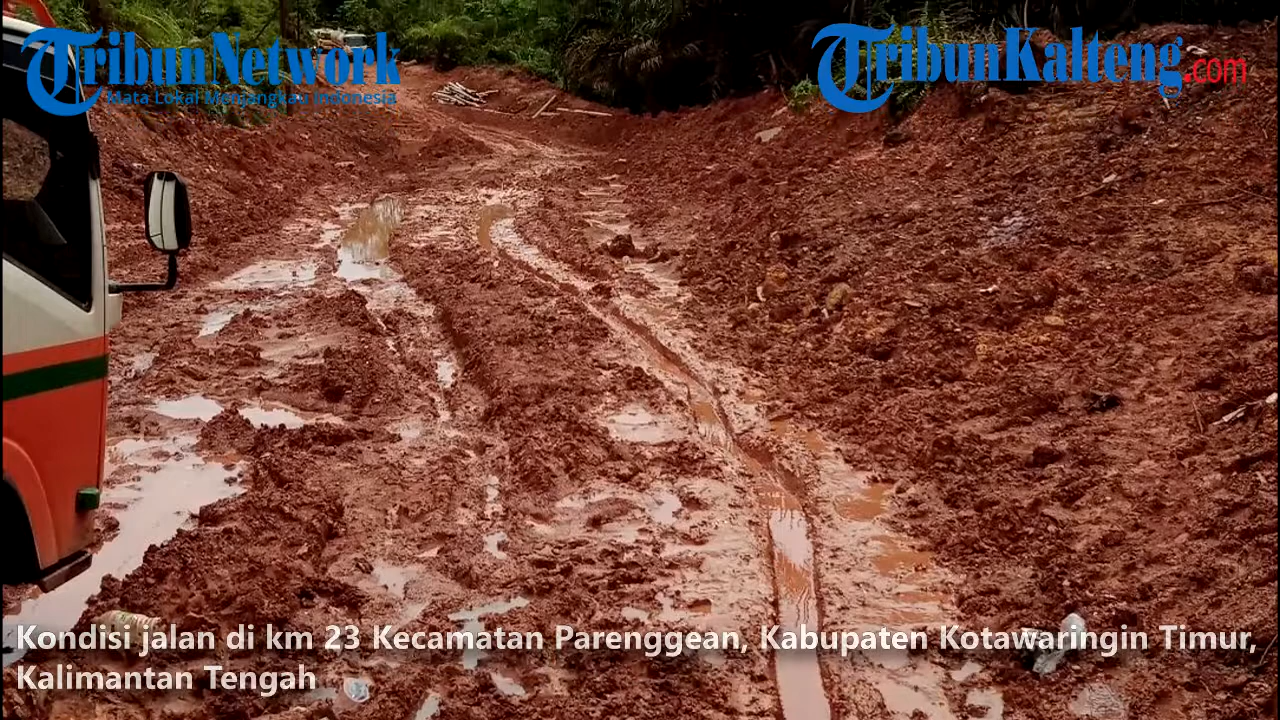 TribunNetwork
Mata Lokal Menjangkau Indonesia
TribunKalteng.com
Kondisi jalan di km 23 Kecamatan Parenggean, Kabupaten Kotawaringin Timur,
Kalimantan Tengah